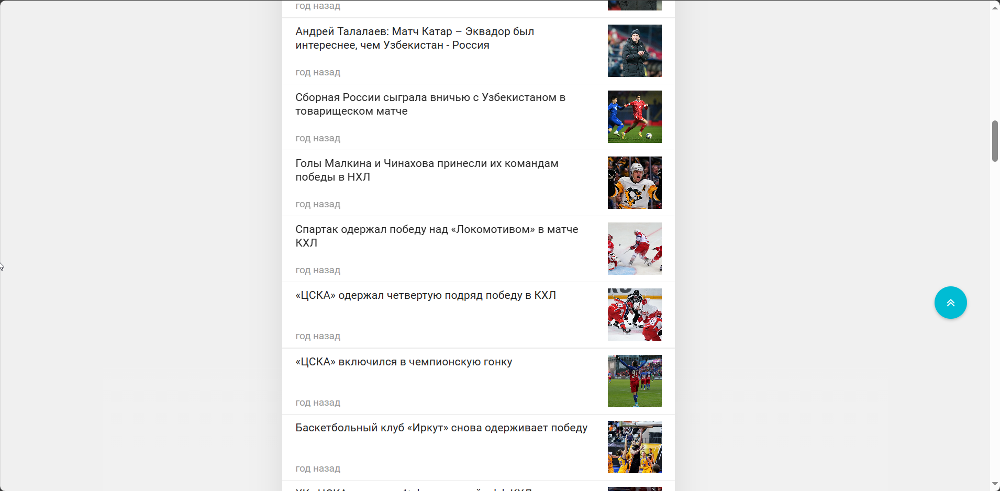 год назад
Андрей Талалаев: Матч Катар – Эквадор был
интереснее, чем Узбекистан - Россия
год назад
Сборная России сыграла вничью с Узбекистаном в
товарищеском матче
год назад
Голы Малкина и Чинахова принесли их командам
победы в НХЛ
год назад
Спартак одержал победу над «Локомотивом» в матче
КХЛ
год назад
«ЦСКА» одержал четвертую подряд победу в КХЛ
год назад
«ЦСКА» включился в чемпионскую гонку
год назад
Баскетбольный клуб «Иркут» снова одерживает победу
год назад